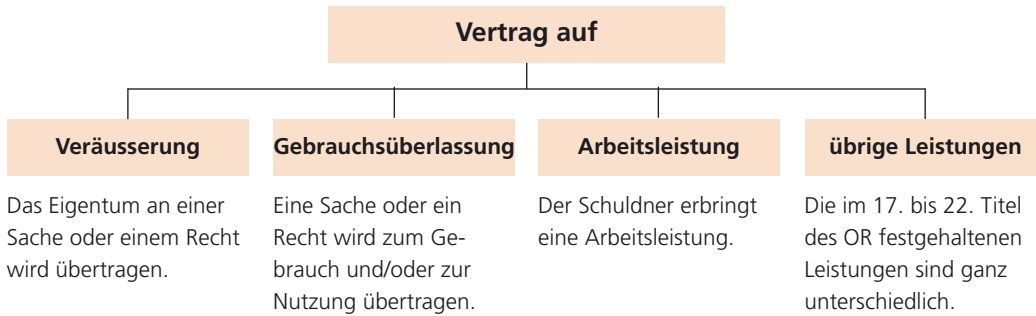 Vertrag auf
Veräusserung
Gebrauchsüberlassung
Arbeitsleistung
übrige Leistungen
Das Eigentum an einer
Sache oder einem Recht
wird übertragen.
Eine Sache oder ein
Recht wird zum Ge-
brauch und/oder zur
Nutzung übertragen.
Der Schuldner erbringt
eine Arbeitsleistung.
Die im 17. bis 22. Titel
des OR festgehaltenen
Leistungen sind ganz
unterschiedlich.